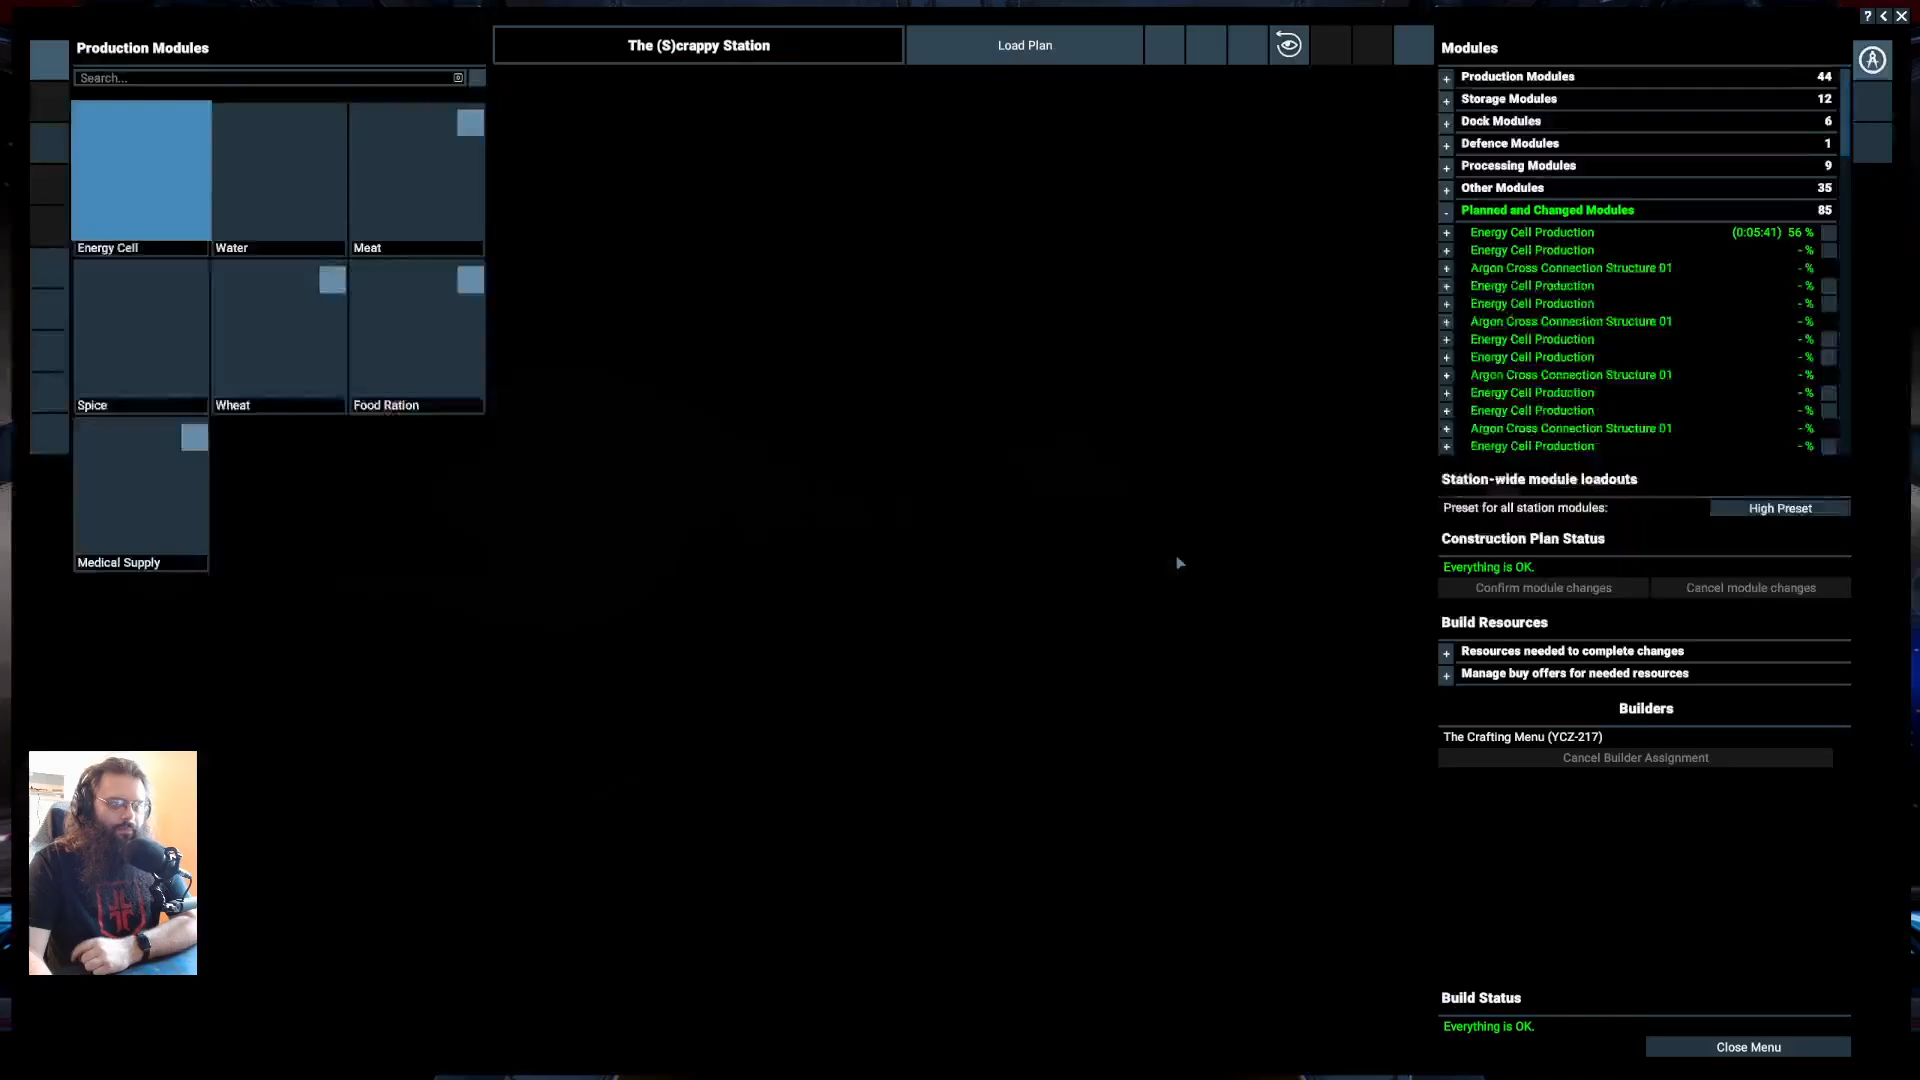 ? < X
Production Modules
Search...
Energy Cell
Water
Meat
Spice
Wheat
Food Ration
Medical Supply
The (S)crappy Station
Load Plan
Modules
+ Production Modules 44
+ Storage Modules 12
+ Dock Modules 6
+ Defence Modules 1
+ Processing Modules 9
+ Other Modules 35
- Planned and Changed Modules 85
+ Energy Cell Production (0:05:41) 56 %
+ Energy Cell Production - %
+ Argon Cross Connection Structure 01 - %
+ Energy Cell Production - %
+ Energy Cell Production - %
+ Argon Cross Connection Structure 01 - %
+ Energy Cell Production - %
+ Energy Cell Production - %
+ Argon Cross Connection Structure 01 - %
+ Energy Cell Production - %
+ Energy Cell Production - %
+ Argon Cross Connection Structure 01 - %
+ Energy Cell Production - %
Station-wide module loadouts
Preset for all station modules: High Preset
Construction Plan Status
Everything is OK.
Confirm module changes Cancel module changes
Build Resources
+ Resources needed to complete changes
+ Manage buy offers for needed resources
Builders
The Crafting Menu (YCZ-217)
Cancel Builder Assignment
Build Status
Everything is OK.
Close Menu